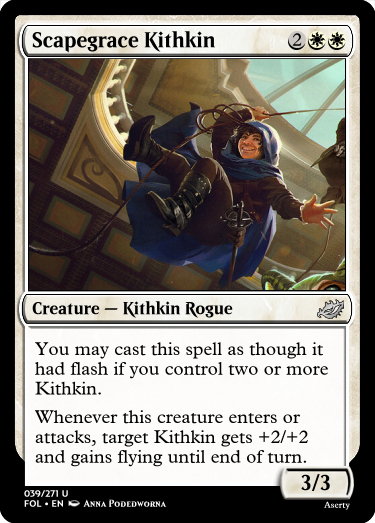 Scapegrace Kithkin 2
Creature — Kithkin Rogue
You may cast this spell as though it
had flash if you control two or more
Kithkin.
Whenever this creature enters or
attacks, target Kithkin gets +2/+2
and gains flying until end of turn.
3/3
039/271 U
FOL • EN Anna Podedworna
Aserty